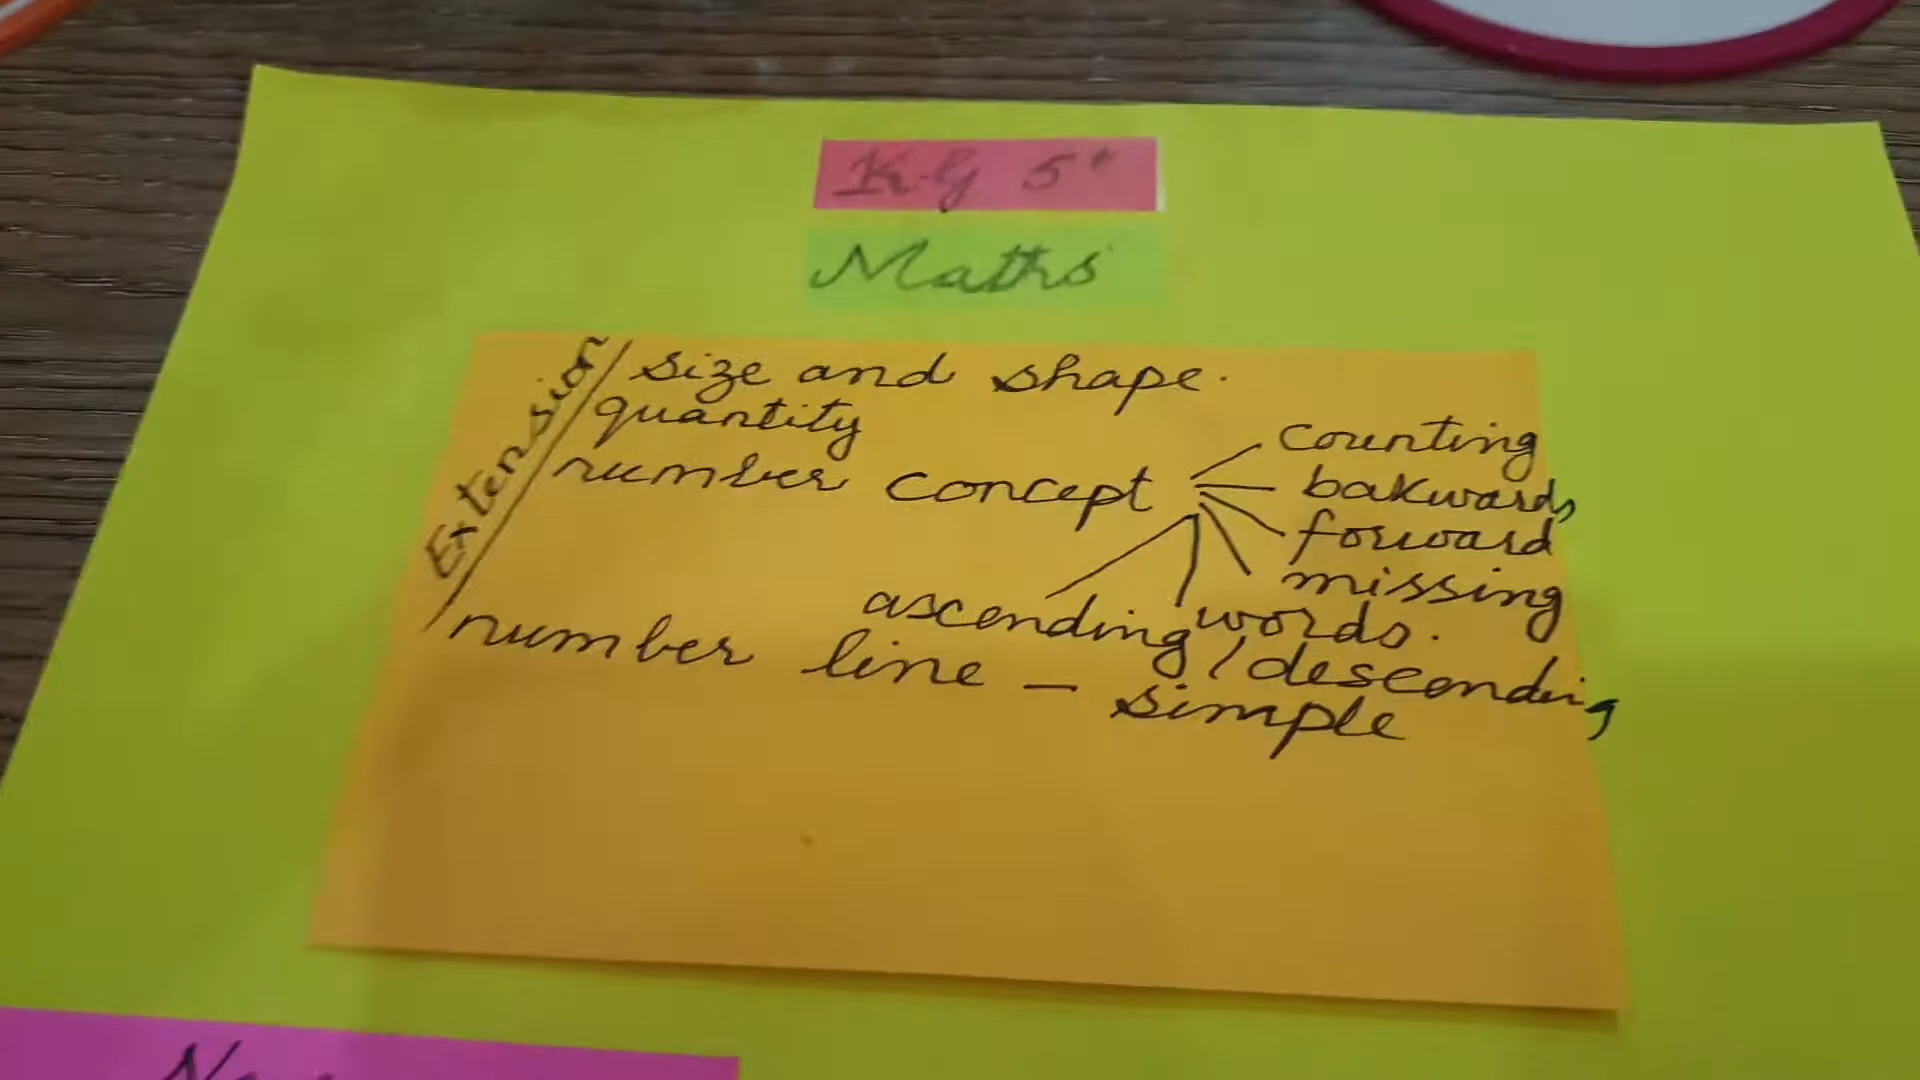 K.G 5+
Maths
Extension
size and shape.
quantity
number concept
counting
bakwards
forward
missing
words.
ascending / descending
number line - simple